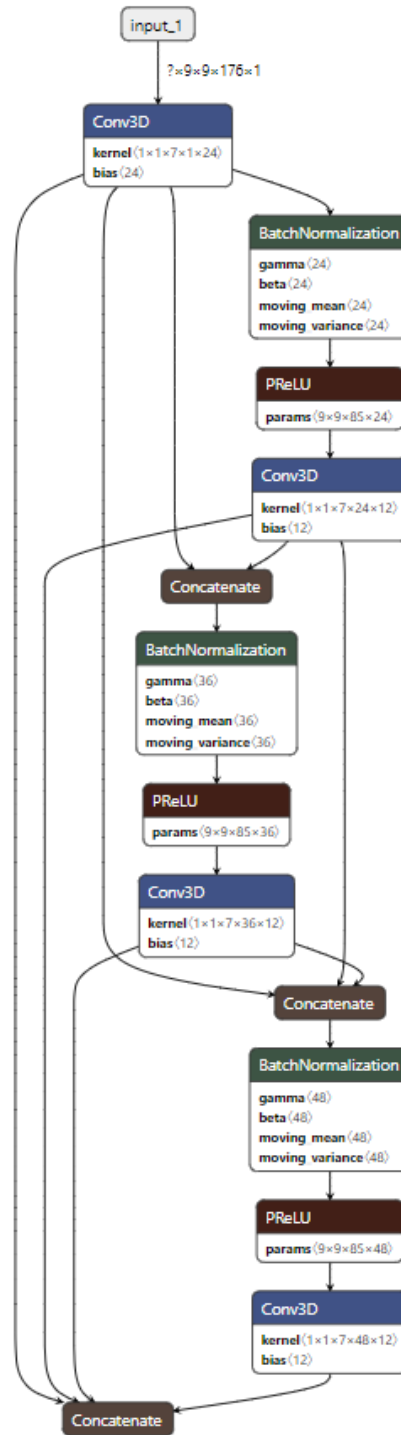 input_1
?×9×9×176×1
Conv3D
kernel⟨1×1×7×1×24⟩
bias⟨24⟩
BatchNormalization
gamma⟨24⟩
beta⟨24⟩
moving_mean⟨24⟩
moving_variance⟨24⟩
PReLU
params⟨9×9×85×24⟩
Conv3D
kernel⟨1×1×7×24×12⟩
bias⟨12⟩
Concatenate
BatchNormalization
gamma⟨36⟩
beta⟨36⟩
moving_mean⟨36⟩
moving_variance⟨36⟩
PReLU
params⟨9×9×85×36⟩
Conv3D
kernel⟨1×1×7×36×12⟩
bias⟨12⟩
Concatenate
BatchNormalization
gamma⟨48⟩
beta⟨48⟩
moving_mean⟨48⟩
moving_variance⟨48⟩
PReLU
params⟨9×9×85×48⟩
Conv3D
kernel⟨1×1×7×48×12⟩
bias⟨12⟩
Concatenate